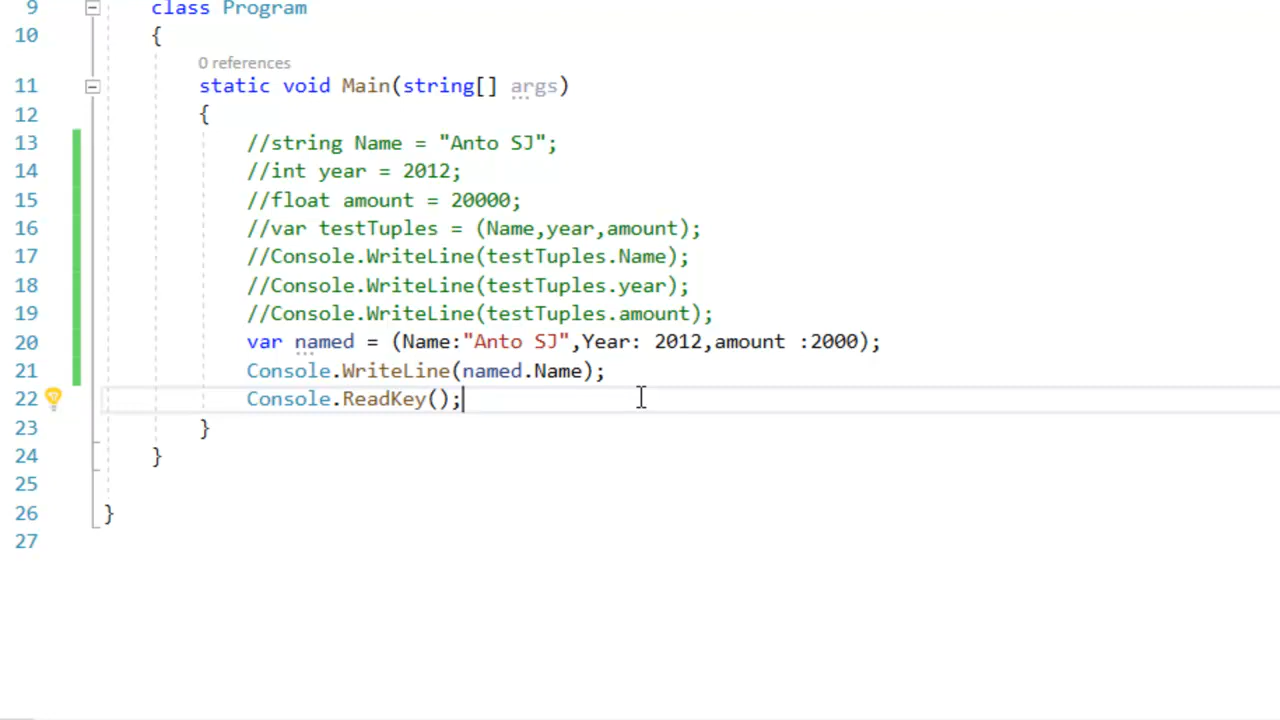 9 class Program
10 {
0 references
11 static void Main(string[] args)
12 {
13 //string Name = "Anto SJ";
14 //int year = 2012;
15 //float amount = 20000;
16 //var testTuples = (Name,year,amount);
17 //Console.WriteLine(testTuples.Name);
18 //Console.WriteLine(testTuples.year);
19 //Console.WriteLine(testTuples.amount);
20 var named = (Name:"Anto SJ",Year: 2012,amount :2000);
21 Console.WriteLine(named.Name);
22 Console.ReadKey();
23 }
24 }
25
26 }
27